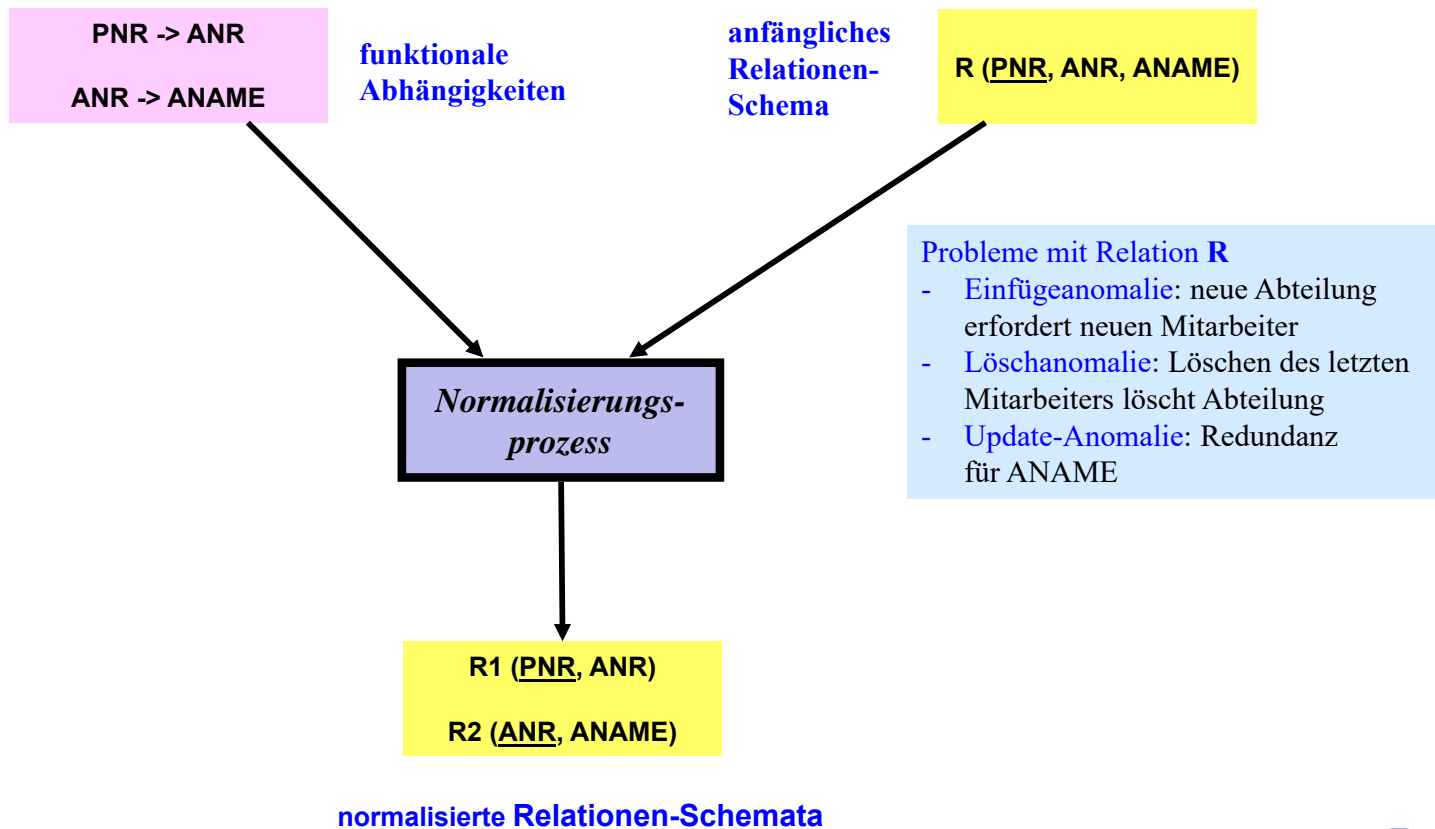 PNR -> ANR
ANR -> ANAME
funktionale
Abhängigkeiten
anfängliches
Relationen-
Schema
R (PNR, ANR, ANAME)
Probleme mit Relation R
- Einfügeanomalie: neue Abteilung
erfordert neuen Mitarbeiter
- Löschanomalie: Löschen des letzten
Mitarbeiters löscht Abteilung
- Update-Anomalie: Redundanz
für ANAME
Normalisierungs-
prozess
R1 (PNR, ANR)
R2 (ANR, ANAME)
normalisierte Relationen-Schemata